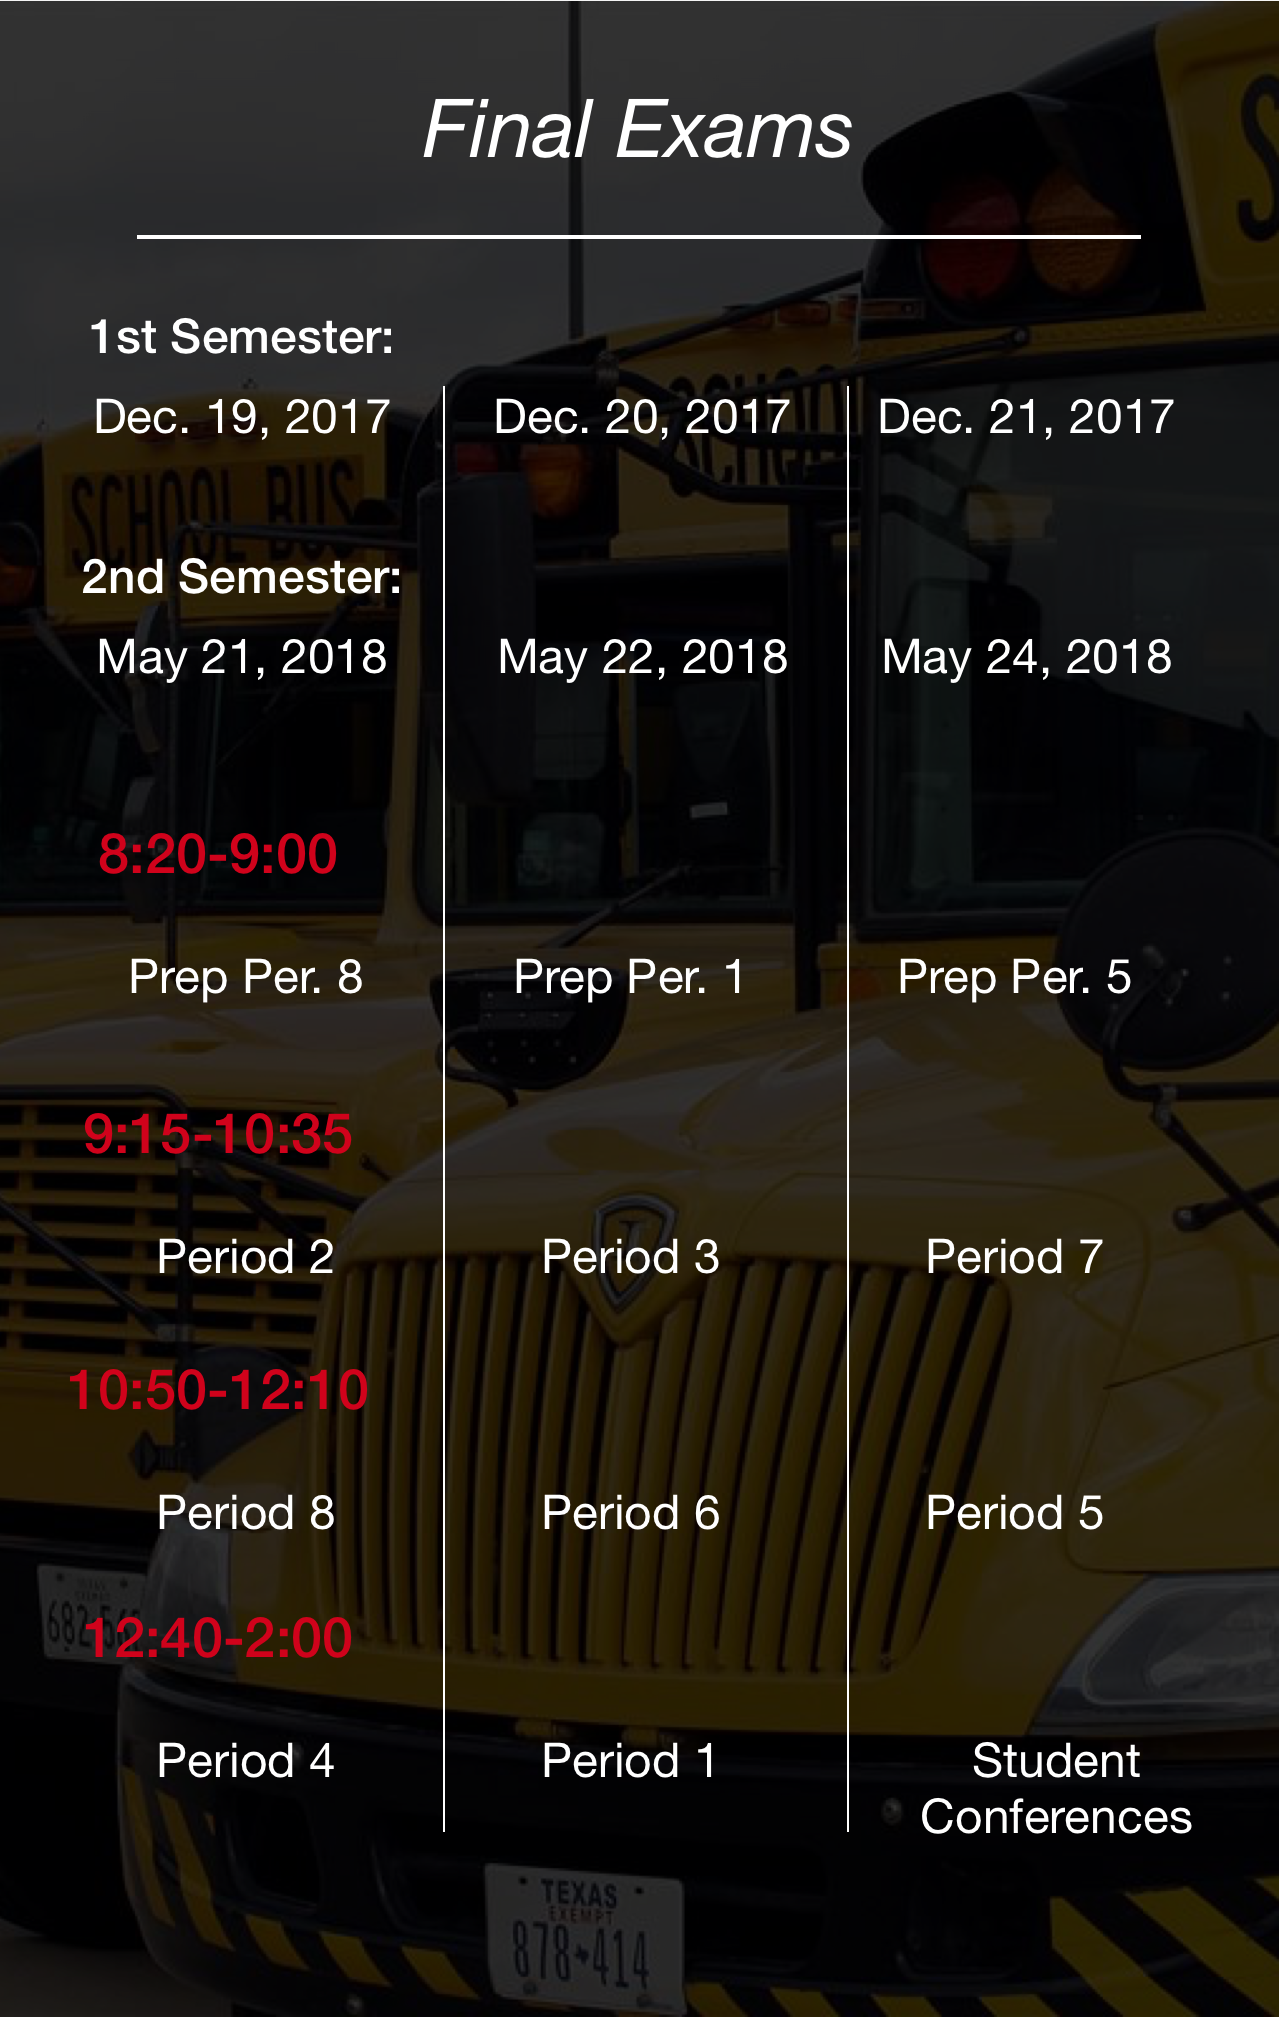 Final Exams
1st Semester:
Dec. 19, 2017 Dec. 20, 2017 Dec. 21, 2017
2nd Semester:
May 21, 2018 May 22, 2018 May 24, 2018
8:20-9:00
Prep Per. 8 Prep Per. 1 Prep Per. 5
9:15-10:35
Period 2 Period 3 Period 7
10:50-12:10
Period 8 Period 6 Period 5
12:40-2:00
Period 4 Period 1 Student
Conferences
SCHOOL BUS
SCHOOL
S
TEXAS
EXEMPT
878 414